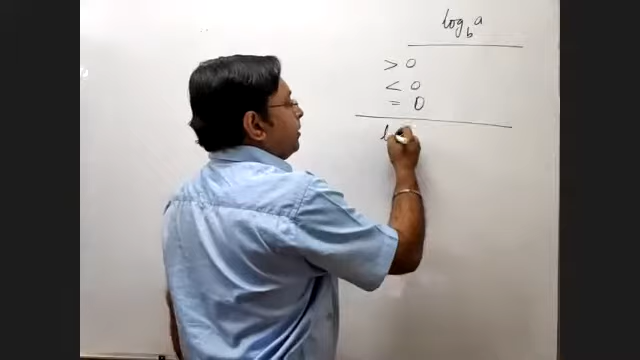 log_b a
> 0
< 0
= 0
l